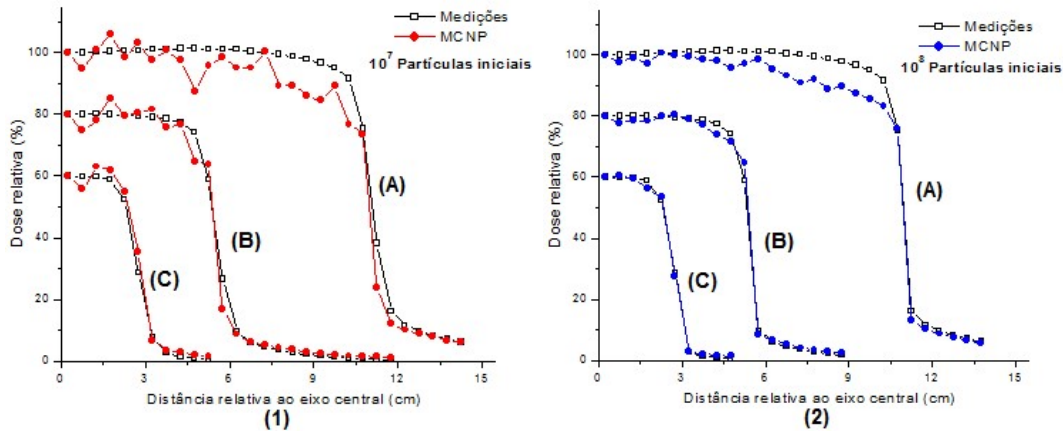 Medições
MCNP
10⁷ Partículas iniciais
100
80
60
40
20
0
Dose relativa (%)
(A)
(B)
(C)
0 3 6 9 12 15
Distância relativa ao eixo central (cm)
(1)
Medições
MCNP
10⁸ Partículas iniciais
100
80
60
40
20
0
Dose relativa (%)
(A)
(B)
(C)
0 3 6 9 12 15
Distância relativa ao eixo central (cm)
(2)